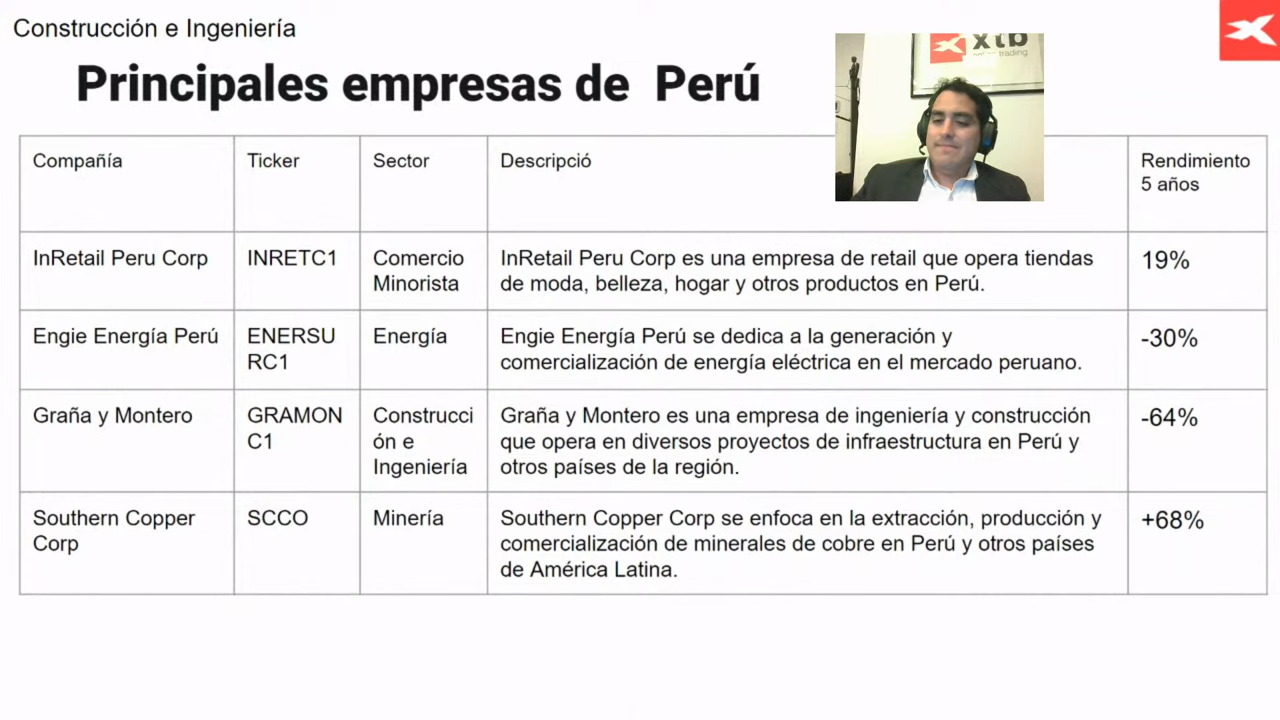 Construcción e Ingeniería
Principales empresas de Perú
xtb
Compañía
Ticker
Sector
Descripció
Rendimiento
5 años
InRetail Peru Corp
INRETC1
Comercio
Minorista
InRetail Peru Corp es una empresa de retail que opera tiendas
de moda, belleza, hogar y otros productos en Perú.
19%
Engie Energía Perú
ENERSU
RC1
Energía
Engie Energía Perú se dedica a la generación y
comercialización de energía eléctrica en el mercado peruano.
-30%
Graña y Montero
GRAMON
C1
Construcci
ón e
Ingeniería
Graña y Montero es una empresa de ingeniería y construcción
que opera en diversos proyectos de infraestructura en Perú y
otros países de la región.
-64%
Southern Copper
Corp
SCCO
Minería
Southern Copper Corp se enfoca en la extracción, producción y
comercialización de minerales de cobre en Perú y otros países
de América Latina.
+68%